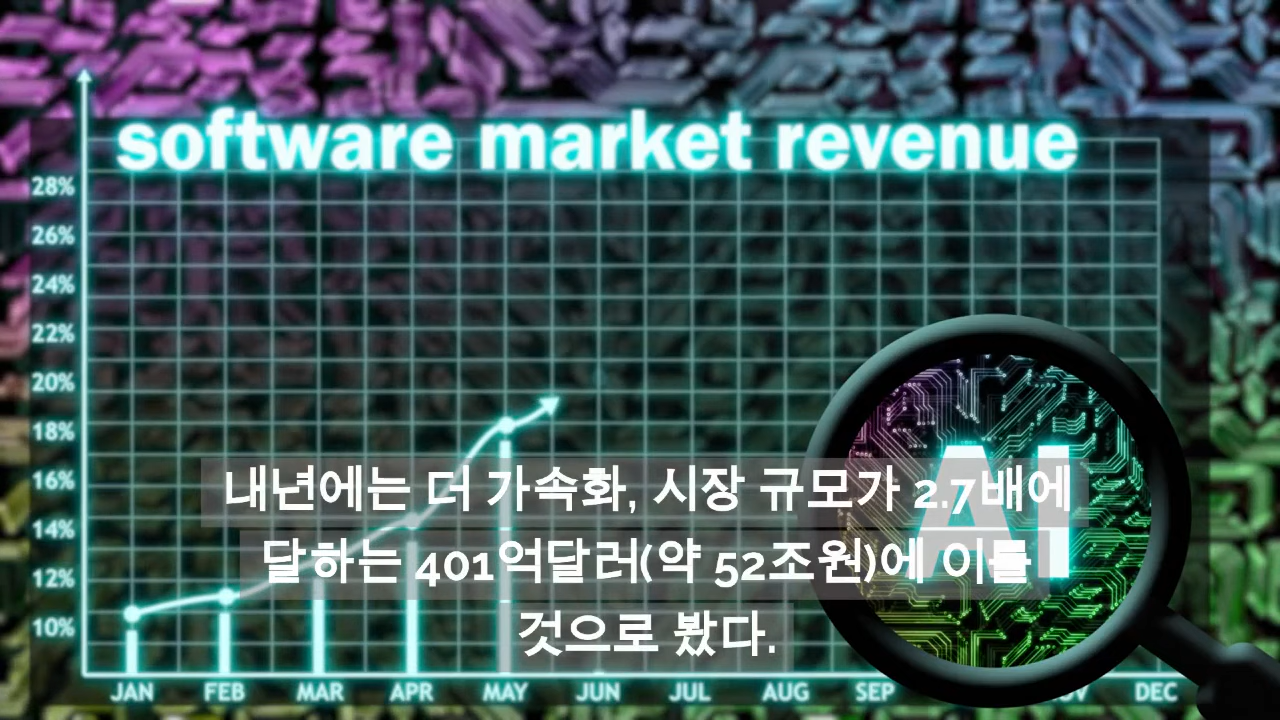 software market revenue
28%
26%
24%
22%
20%
18%
16%
14%
12%
10%
AI
내년에는 더 가속화, 시장 규모가 2.7배에
달하는 401억달러(약 52조원)에 이를
것으로 봤다.
JAN FEB MAR APR MAY JUN JUL AUG SEP DEC